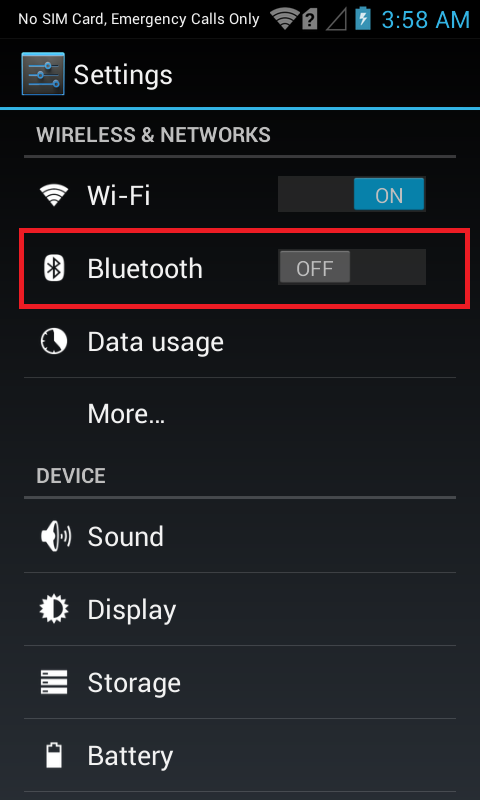 No SIM Card, Emergency Calls Only ? 3:58 AM
Settings
WIRELESS & NETWORKS
Wi-Fi ON
Bluetooth OFF
Data usage
More...
DEVICE
Sound
Display
Storage
Battery